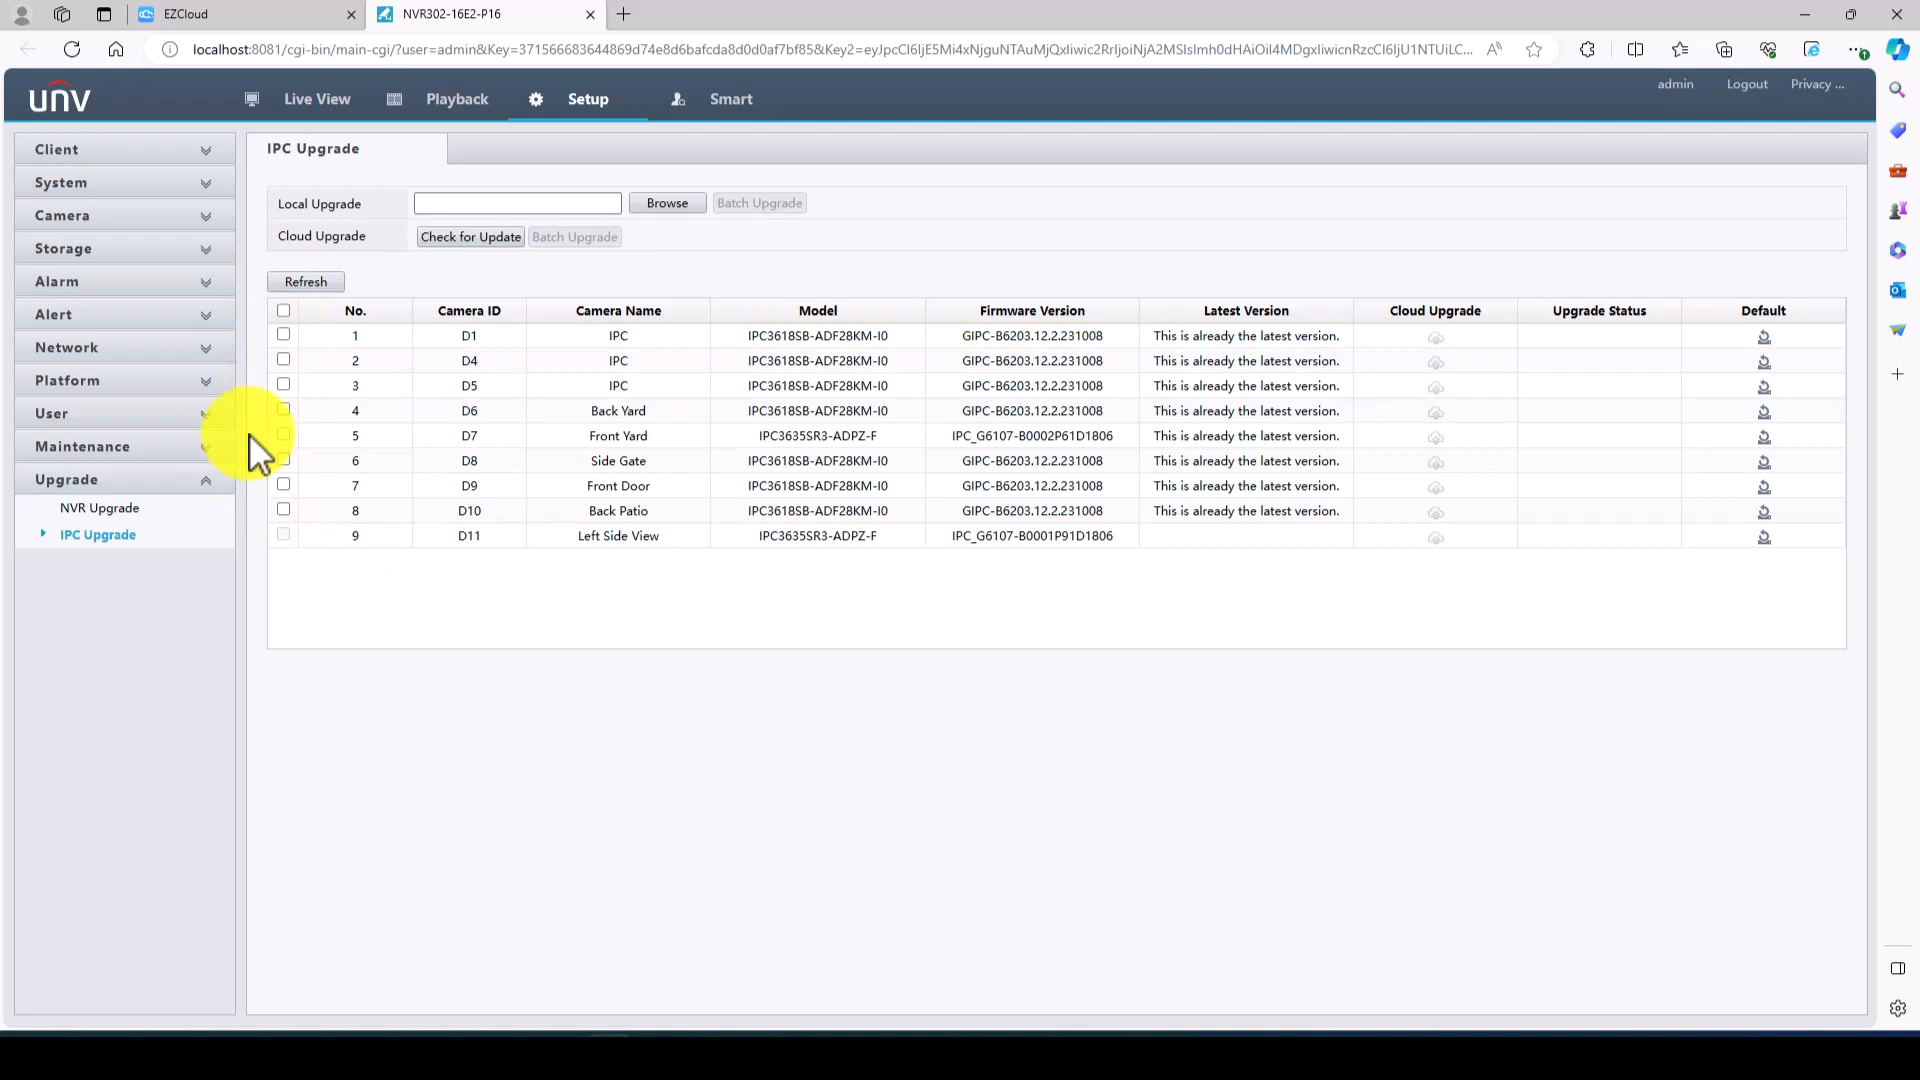 EZCloud
NVR302-16E2-P16
localhost:8081/cgi-bin/main-cgi/?user=admin&Key=371566683644869d74e8d6bafcda8d0d0af7bf85&Key2=eyJpcCI6IjE5Mi4xNjguNTAuMjQxIiwic2RrIjoiNjA2MSIsImh0dHAiOiI4MDgxIiwicnRzcCI6IjU1NTUiLC...
unv
Live View
Playback
Setup
Smart
admin
Logout
Privacy ...
Client
System
Camera
Storage
Alarm
Alert
Network
Platform
User
Maintenance
Upgrade
NVR Upgrade
IPC Upgrade
IPC Upgrade
Local Upgrade Browse Batch Upgrade
Cloud Upgrade Check for Update Batch Upgrade
Refresh
No. Camera ID Camera Name Model Firmware Version Latest Version Cloud Upgrade Upgrade Status Default
1 D1 IPC IPC3618SB-ADF28KM-I0 GIPC-B6203.12.2.231008 This is already the latest version.
2 D4 IPC IPC3618SB-ADF28KM-I0 GIPC-B6203.12.2.231008 This is already the latest version.
3 D5 IPC IPC3618SB-ADF28KM-I0 GIPC-B6203.12.2.231008 This is already the latest version.
4 D6 Back Yard IPC3618SB-ADF28KM-I0 GIPC-B6203.12.2.231008 This is already the latest version.
5 D7 Front Yard IPC3635SR3-ADPZ-F IPC_G6107-B0002P61D1806 This is already the latest version.
6 D8 Side Gate IPC3618SB-ADF28KM-I0 GIPC-B6203.12.2.231008 This is already the latest version.
7 D9 Front Door IPC3618SB-ADF28KM-I0 GIPC-B6203.12.2.231008 This is already the latest version.
8 D10 Back Patio IPC3618SB-ADF28KM-I0 GIPC-B6203.12.2.231008 This is already the latest version.
9 D11 Left Side View IPC3635SR3-ADPZ-F IPC_G6107-B0001P91D1806